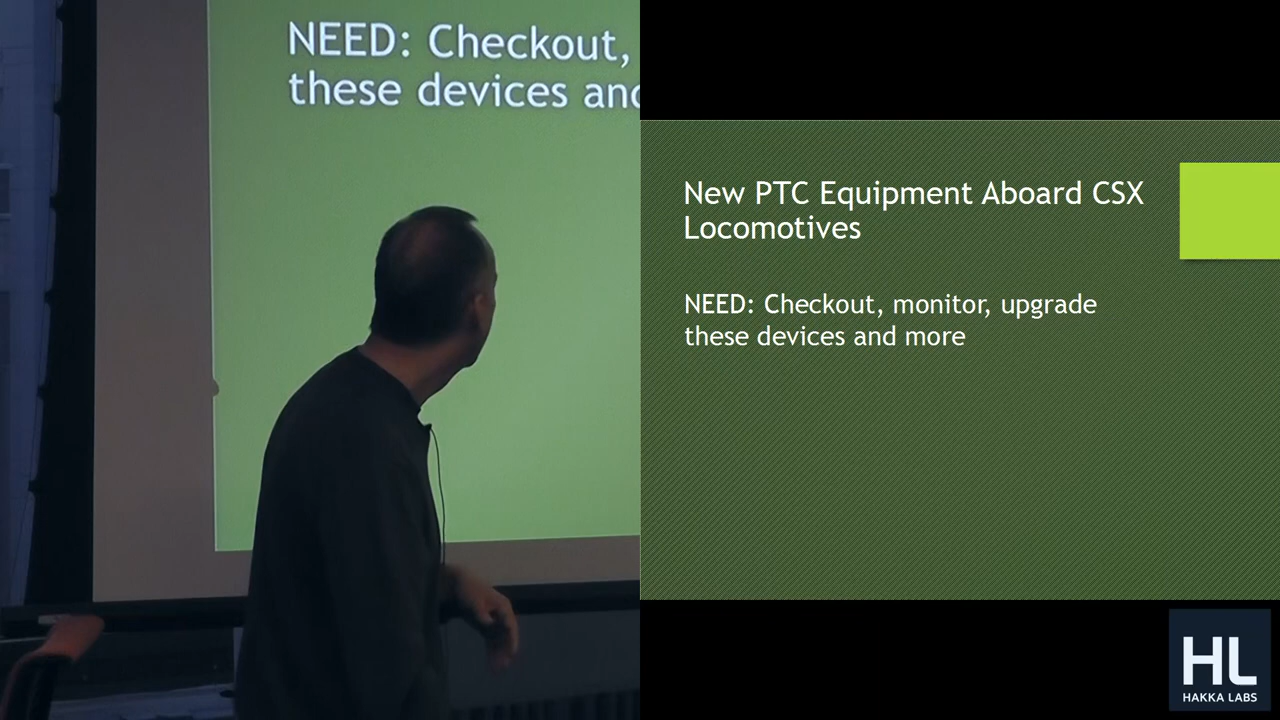 NEED: Checkout,
these devices and
New PTC Equipment Aboard CSX
Locomotives
NEED: Checkout, monitor, upgrade
these devices and more
HL
HAKKA LABS